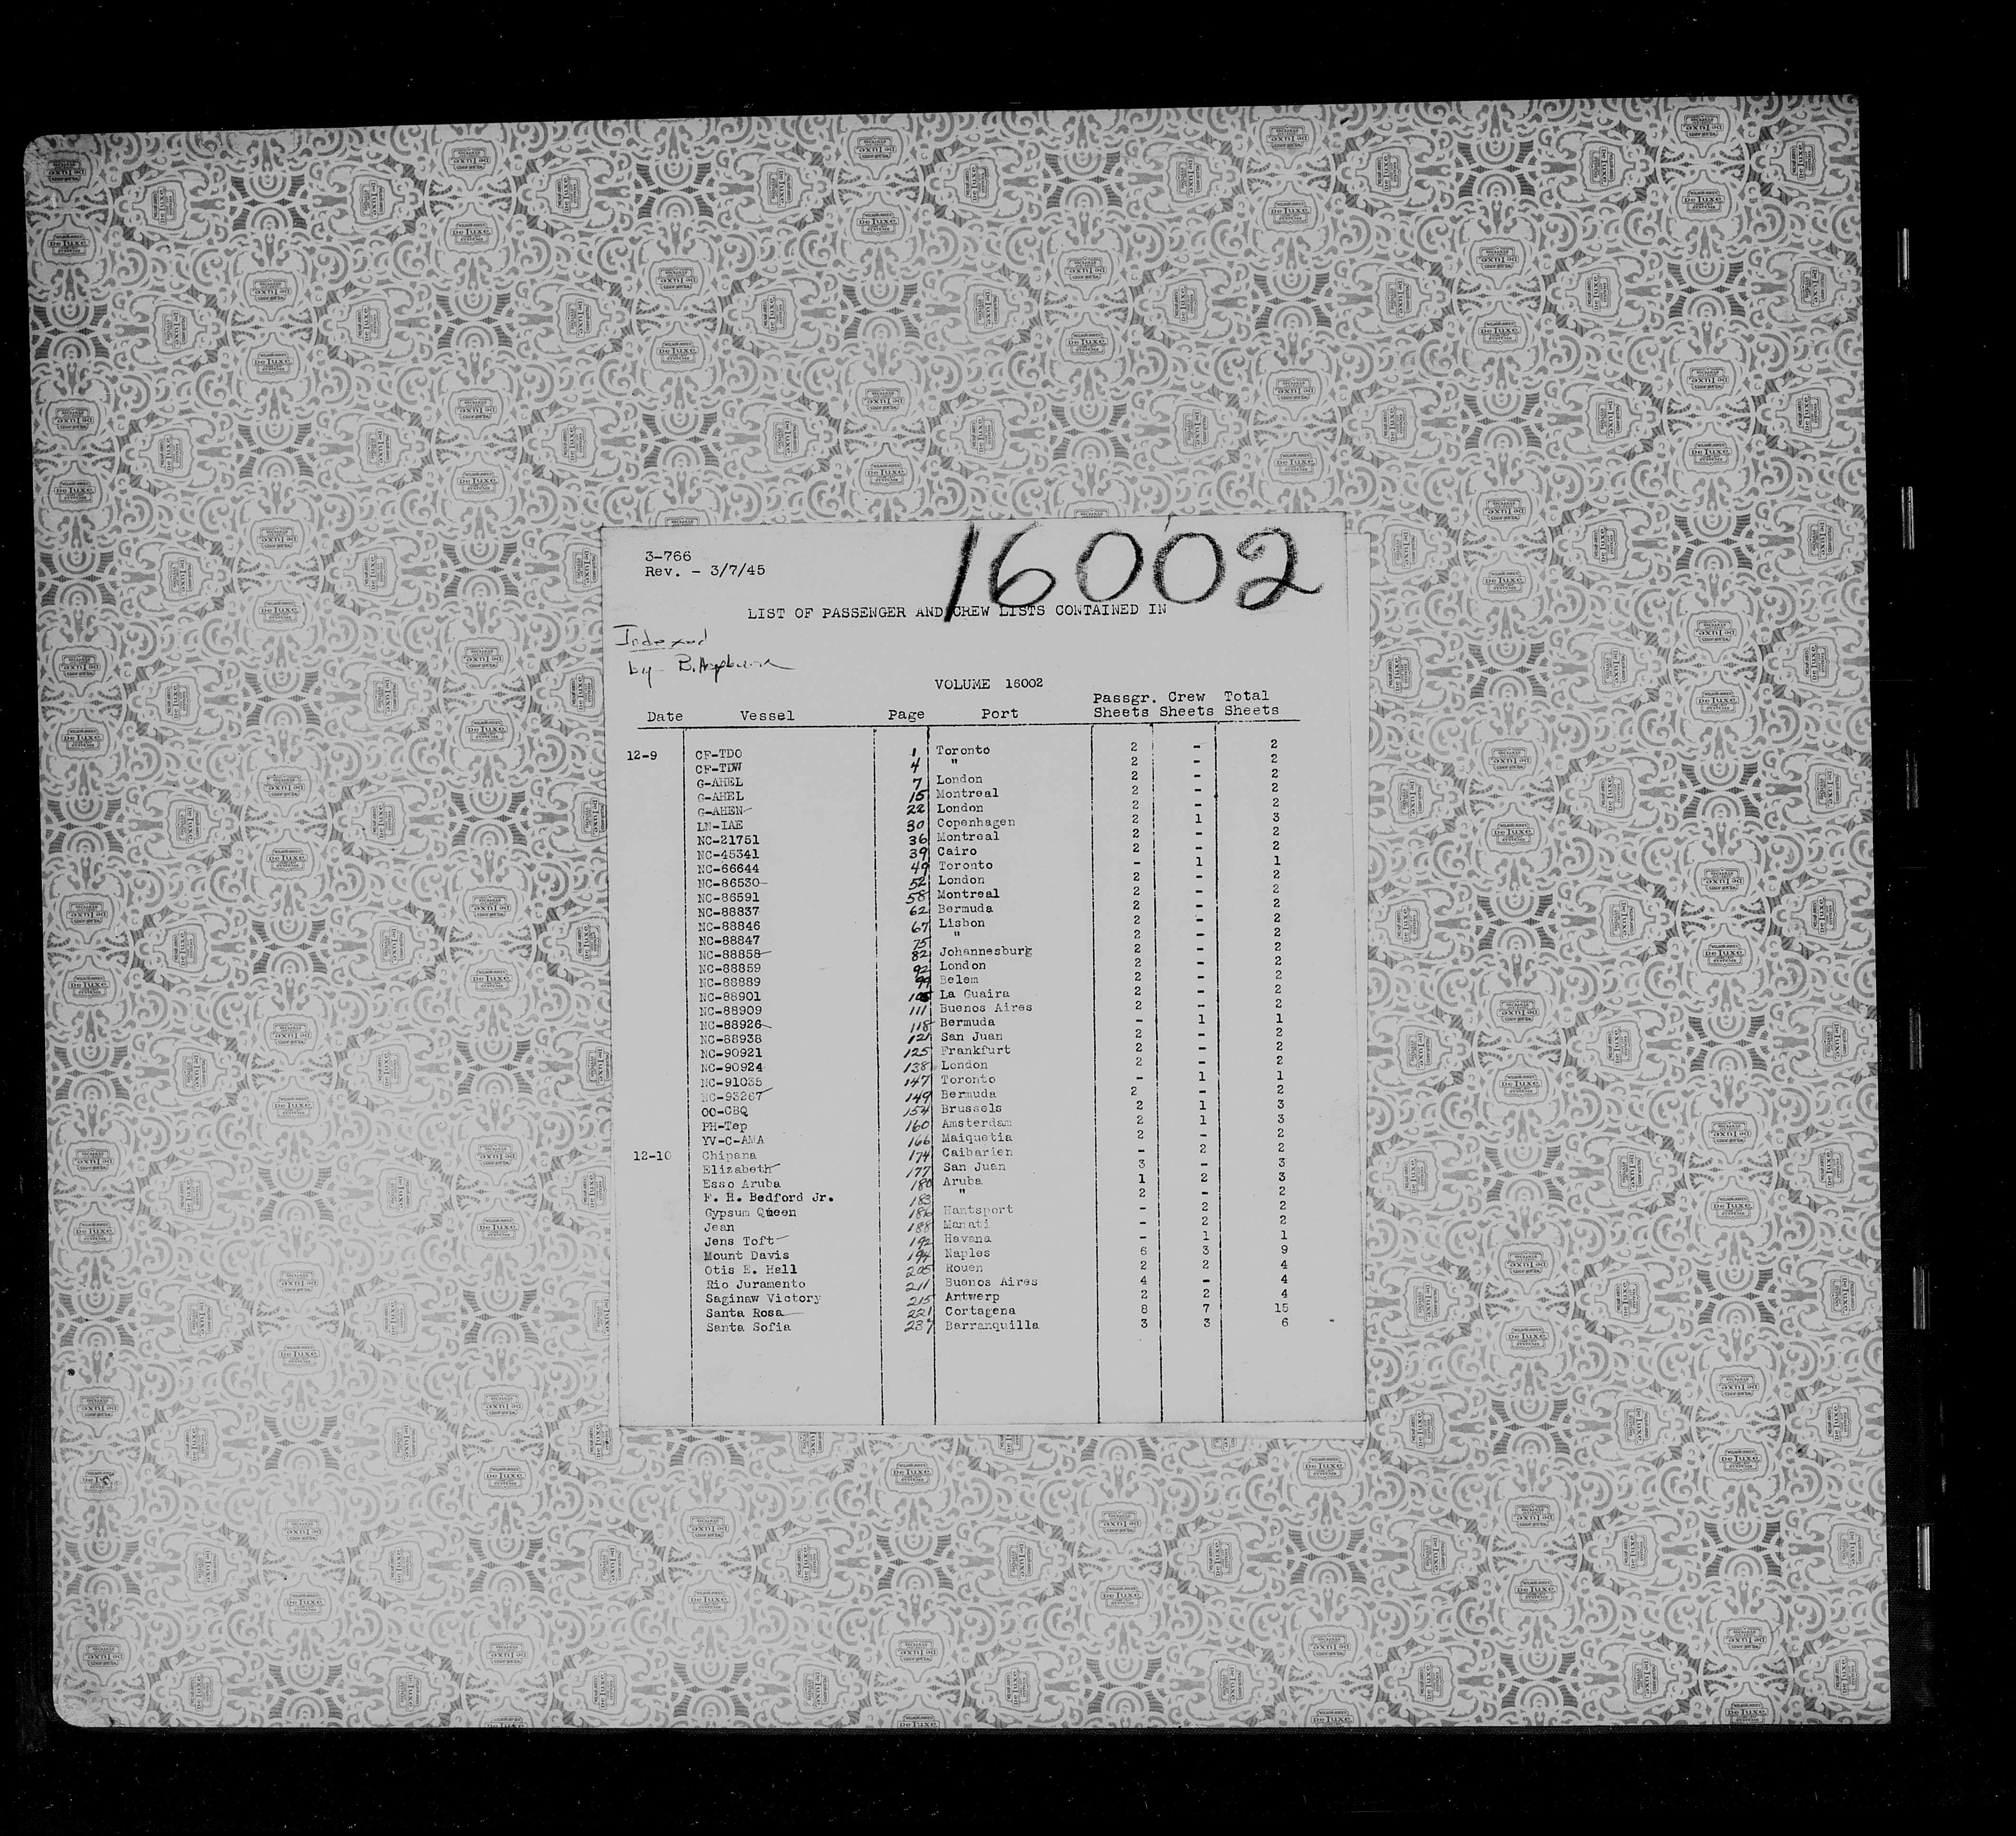 16002
3-766
Rev. - 3/7/45
LIST OF PASSENGER AND CREW LISTS CONTAINED IN
Indexed
by B.
VOLUME 16002
Date Vessel Page Port Passgr. Sheets Crew Sheets Total Sheets
12-9 CF-TDO 1 Toronto 2 - 2
CF-TDW 4 " 2 - 2
G-AHEL 7 London 2 - 2
G-AHEL 15 Montreal 2 - 2
G-AHEN 22 London 2 - 2
LN-IAE 30 Copenhagen 2 1 3
NC-21751 36 Montreal 2 - 2
NC-45341 39 Cairo 2 - 2
NC-66644 49 Toronto - 1 1
NC-86530 52 London 2 - 2
NC-86591 58 Montreal 2 - 2
NC-88837 62 Bermuda 2 - 2
NC-88846 67 Lisbon 2 - 2
NC-88847 75 " 2 - 2
NC-88858 82 Johannesburg 2 - 2
NC-88859 92 London 2 - 2
NC-88889 99 Belem 2 - 2
NC-88901 105 La Guaira 2 - 2
NC-88909 111 Buenos Aires 2 - 2
NC-88926 118 Bermuda - 1 1
NC-88938 121 San Juan 2 - 2
NC-90921 125 Frankfurt 2 - 2
NC-90924 138 London 2 - 2
NC-91035 147 Toronto - 1 1
NC-93267 149 Bermuda 2 - 2
OO-CBQ 154 Brussels 2 1 3
PH-Tep 160 Amsterdam 2 1 3
YV-C-AMA 166 Maiquetia 2 - 2
12-10 Chipana 174 Caibarien - 2 2
Elizabeth 177 San Juan 3 - 3
Esso Aruba 180 Aruba 1 2 3
F. H. Bedford Jr. 183 " 2 - 2
Gypsum Queen 186 Hantsport - 2 2
Jean 188 Manati - 2 2
Jens Toft 192 Havana - 1 1
Mount Davis 194 Naples 6 3 9
Otis E. Hall 205 Rouen 2 2 4
Rio Juramento 211 Buenos Aires 4 - 4
Saginaw Victory 215 Antwerp 2 2 4
Santa Rosa 221 Cortagena 8 7 15
Santa Sofia 237 Barranquilla 3 3 6